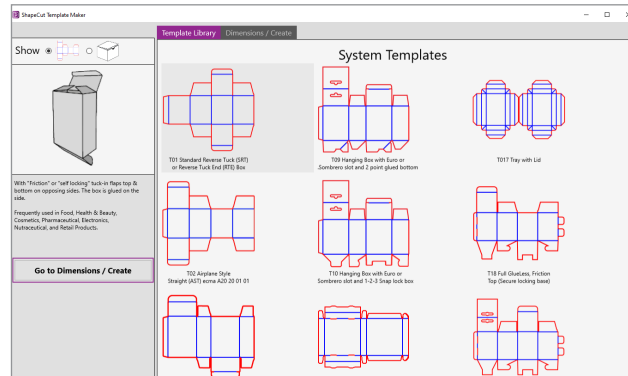 ShapeCut Template Maker
Template Library
Dimensions / Create
Show
System Templates
T01 Standard Reverse Tuck (SRT)
or Reverse Tuck End (RTE) Box
T09 Hanging Box with Euro or
Sombrero slot and 2 point glued bottom
T017 Tray with Lid
With "Friction" or "self locking" tuck-in flaps top &
bottom on opposing sides. The box is glued on the
side.
Frequently used in Food, Health & Beauty,
Cosmetics, Pharmaceutical, Electronics,
Nutraceutical, and Retail Products.
Go to Dimensions / Create
T02 Airplane Style
Straight (AST) ecma A20 20 01 01
T10 Hanging Box with Euro or
Sombrero slot and 1-2-3 Snap lock box
T18 Full GlueLess, Friction
Top (Secure locking base)